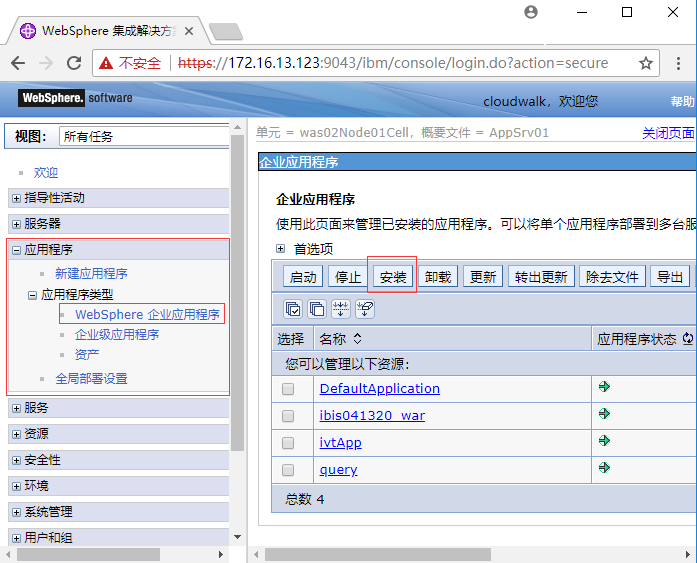 WebSphere 集成解决方
不安全 https://172.16.13.123:9043/ibm/console/login.do?action=secure
WebSphere. software cloudwalk，欢迎您 帮助
视图： 所有任务
欢迎
指导性活动
服务器
应用程序
新建应用程序
应用程序类型
WebSphere 企业应用程序
企业级应用程序
资产
全局部署设置
服务
资源
安全性
环境
系统管理
用户和组
单元 = was02Node01Cell，概要文件 = AppSrv01 关闭页面
企业应用程序
企业应用程序
使用此页面来管理已安装的应用程序。可以将单个应用程序部署到多台服
首选项
启动 停止 安装 卸载 更新 转出更新 除去文件 导出
选择 名称 应用程序状态
您可以管理以下资源:
DefaultApplication
ibis041320_war
ivtApp
query
总数 4